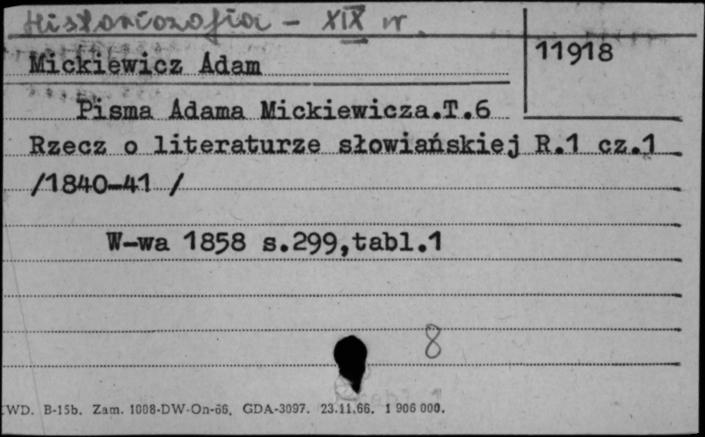 Historiozofia - XIX w.
11918
Mickiewicz Adam
Pisma Adama Mickiewicza.T.6
Rzecz o literaturze słowiańskiej R.1 cz.1
/1840-41 /
W-wa 1858 s.299,tabl.1
8
WD. B-15b. Zam. 1008-DW-On-66. GDA-3097. 23.11.66. 1 906 000.